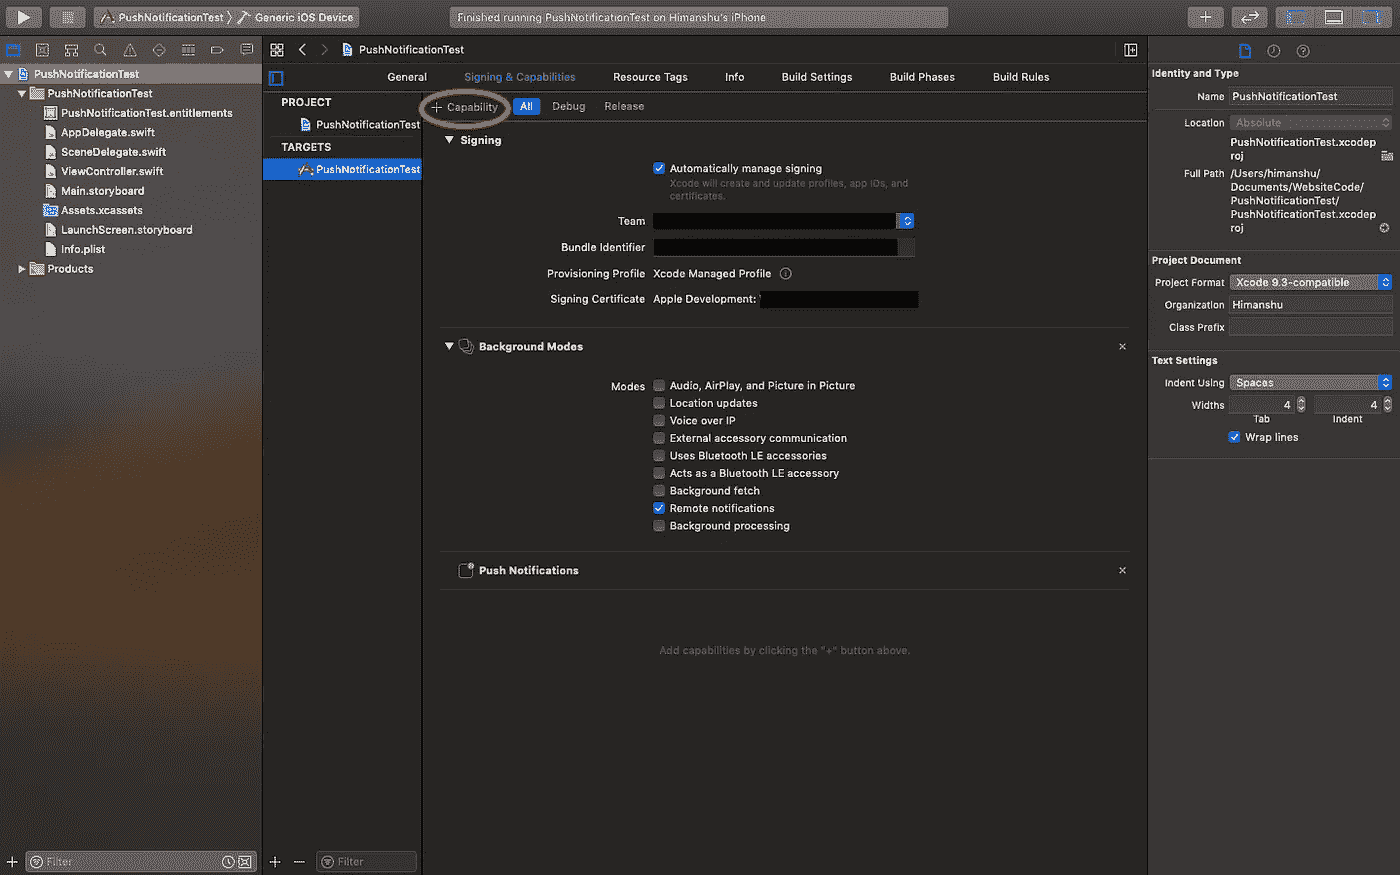 PushNotificationTest 〉 Generic iOS Device
Finished running PushNotificationTest on Himanshu's iPhone
PushNotificationTest
PushNotificationTest
PushNotificationTest.entitlements
AppDelegate.swift
SceneDelegate.swift
ViewController.swift
Main.storyboard
Assets.xcassets
LaunchScreen.storyboard
Info.plist
Products
Filter
PushNotificationTest
General Signing & Capabilities Resource Tags Info Build Settings Build Phases Build Rules
PROJECT
PushNotificationTest
TARGETS
PushNotificationTest
Filter
+ Capability All Debug Release
Signing
Automatically manage signing
Xcode will create and update profiles, app IDs, and
certificates.
Team
Bundle Identifier
Provisioning Profile Xcode Managed Profile
Signing Certificate Apple Development:
Background Modes
Modes Audio, AirPlay, and Picture in Picture
Location updates
Voice over IP
External accessory communication
Uses Bluetooth LE accessories
Acts as a Bluetooth LE accessory
Background fetch
Remote notifications
Background processing
Push Notifications
Add capabilities by clicking the "+" button above.
Identity and Type
Name PushNotificationTest
Location Absolute
PushNotificationTest.xcodep
roj
Full Path /Users/himanshu/
Documents/WebsiteCode/
PushNotificationTest/
PushNotificationTest.xcodep
roj
Project Document
Project Format Xcode 9.3-compatible
Organization Himanshu
Class Prefix
Text Settings
Indent Using Spaces
Widths 4 4
Tab Indent
Wrap lines